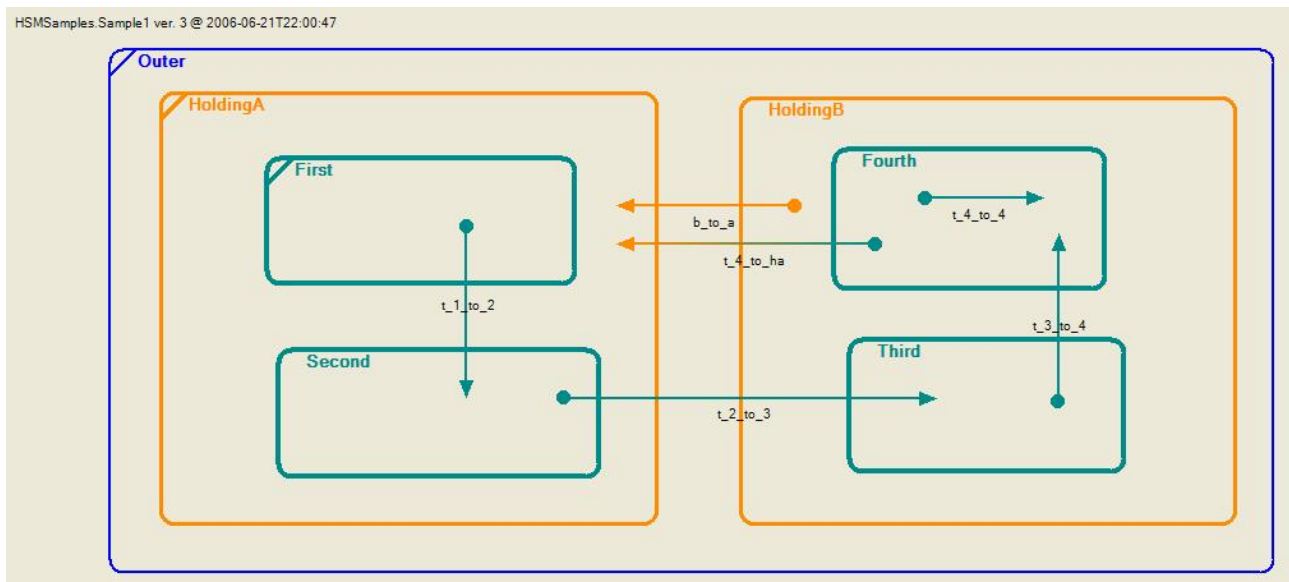 HSMSamples.Sample1 ver. 3 @ 2006-06-21T22:00:47
Outer
HoldingA
HoldingB
First
Fourth
b_to_a
t_4_to_4
t_4_to_ha
t_1_to_2
t_3_to_4
Second
Third
t_2_to_3